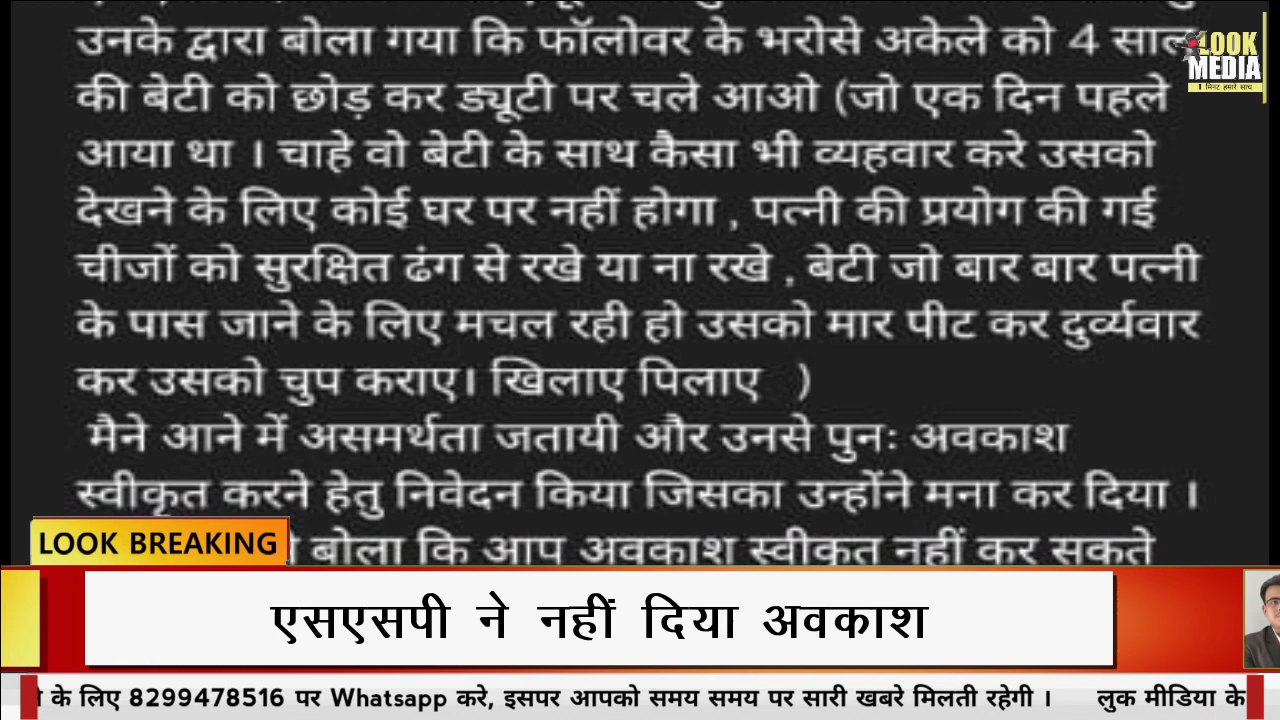 उनके द्वारा बोला गया कि फॉलोवर के भरोसे अकेले को 4 साल
की बेटी को छोड़ कर ड्यूटी पर चले आओ (जो एक दिन पहले
आया था । चाहे वो बेटी के साथ कैसा भी व्यहवार करे उसको
देखने के लिए कोई घर पर नहीं होगा , पत्नी की प्रयोग की गई
चीजों को सुरक्षित ढंग से रखे या ना रखे , बेटी जो बार बार पत्नी
के पास जाने के लिए मचल रही हो उसको मार पीट कर दुर्व्यवार
कर उसको चुप कराए। खिलाए पिलाए )
मैने आने में असमर्थता जतायी और उनसे पुनः अवकाश
स्वीकृत करने हेतु निवेदन किया जिसका उन्होंने मना कर दिया ।
बोला कि आप अवकाश स्वीकृत नहीं कर सकते
LOOK
MEDIA
1 मिनट हमारे साथ
LOOK BREAKING
एसएसपी ने नहीं दिया अवकाश
के लिए 8299478516 पर Whatsapp करे, इसपर आपको समय समय पर सारी खबरे मिलती रहेगी । लुक मीडिया के